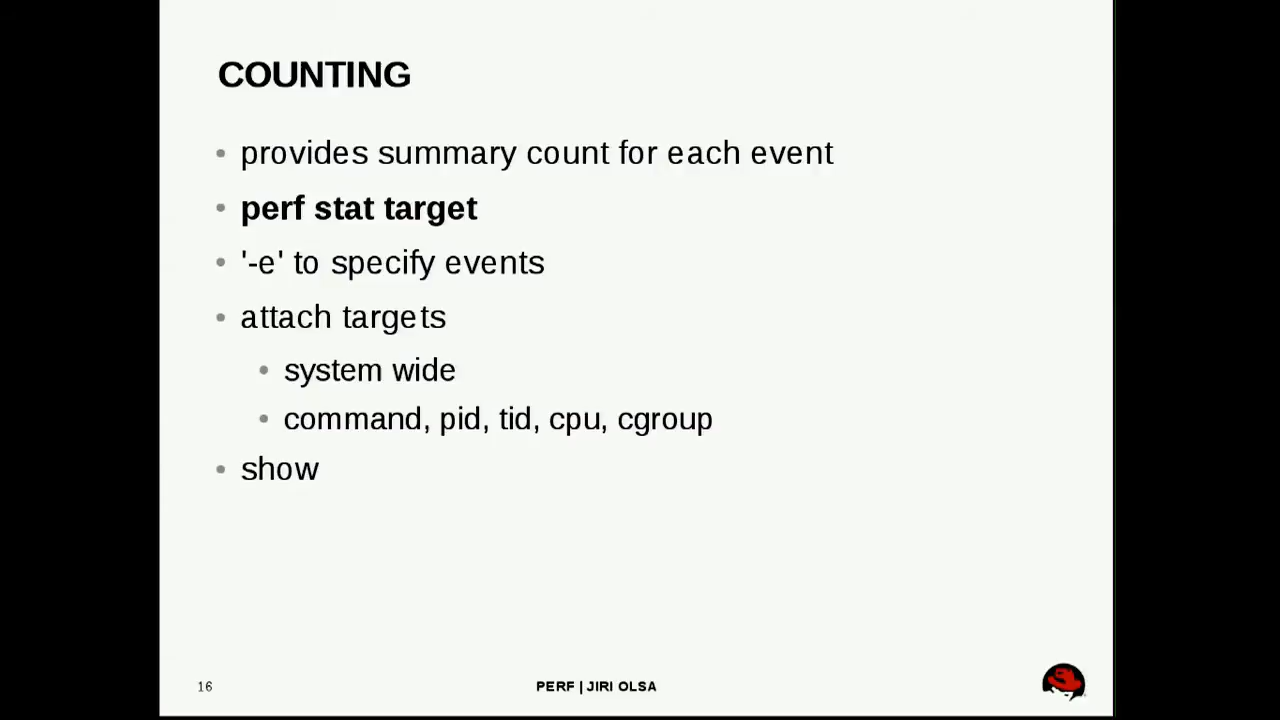 COUNTING
• provides summary count for each event
• perf stat target
• '-e' to specify events
• attach targets
• system wide
• command, pid, tid, cpu, cgroup
• show
16
PERF | JIRI OLSA